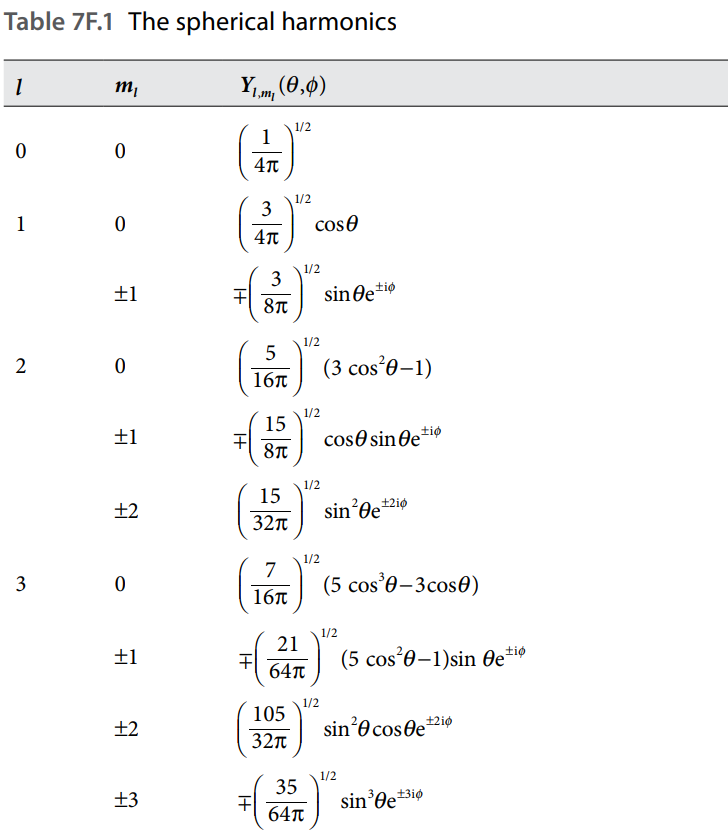 Table 7F.1 The spherical harmonics
l m_l Y_{l,m_l}(θ,ϕ)
0 0 (1/4π)^{1/2}
1 0 (3/4π)^{1/2} cosθ
±1 ∓(3/8π)^{1/2} sinθe^{±iϕ}
2 0 (5/16π)^{1/2} (3 cos²θ−1)
±1 ∓(15/8π)^{1/2} cosθsinθe^{±iϕ}
±2 (15/32π)^{1/2} sin²θe^{±2iϕ}
3 0 (7/16π)^{1/2} (5 cos³θ−3cosθ)
±1 ∓(21/64π)^{1/2} (5 cos²θ−1)sin θe^{±iϕ}
±2 (105/32π)^{1/2} sin²θcosθe^{±2iϕ}
±3 ∓(35/64π)^{1/2} sin³θe^{±3iϕ}